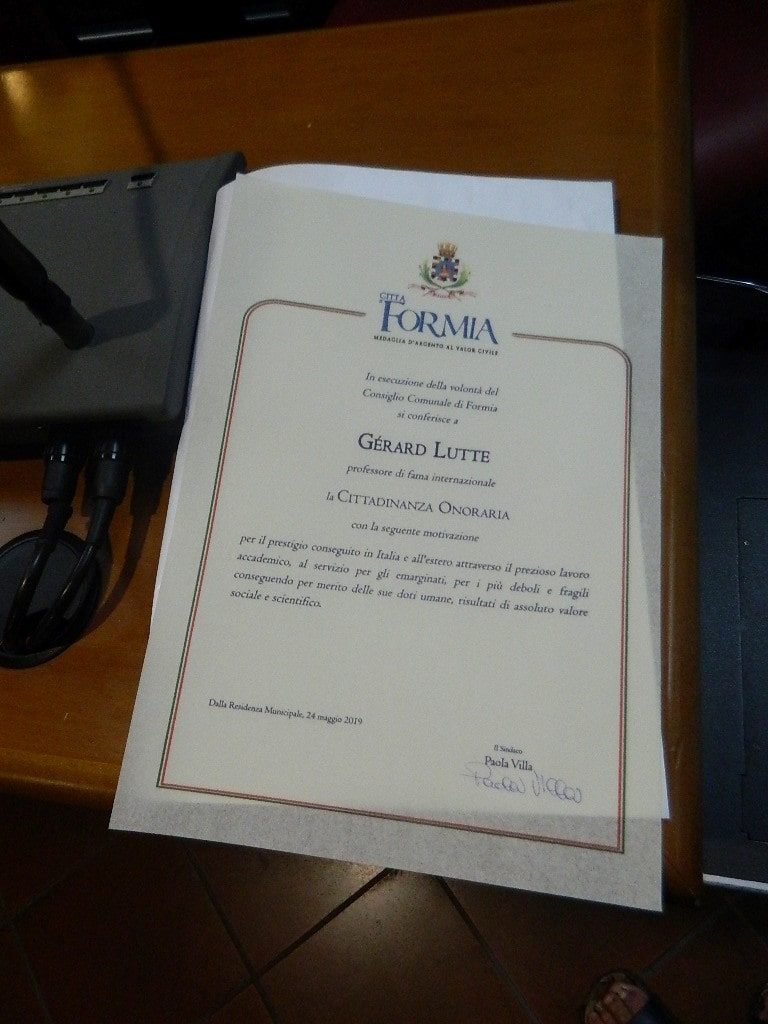 CITTÀ
FORMIA
MEDAGLIA D'ARGENTO AL VALOR CIVILE
In esecuzione della volontà del
Consiglio Comunale di Formia
si conferisce a
GÉRARD LUTTE
professore di fama internazionale
la CITTADINANZA ONORARIA
con la seguente motivazione
per il prestigio conseguito in Italia e all'estero attraverso il prezioso lavoro
accademico, al servizio per gli emarginati, per i più deboli e fragili
conseguendo per merito delle sue doti umane, risultati di assoluto valore
sociale e scientifico.
Dalla Residenza Municipale, 24 maggio 2019
Il Sindaco
Paola Villa
Paola Villa